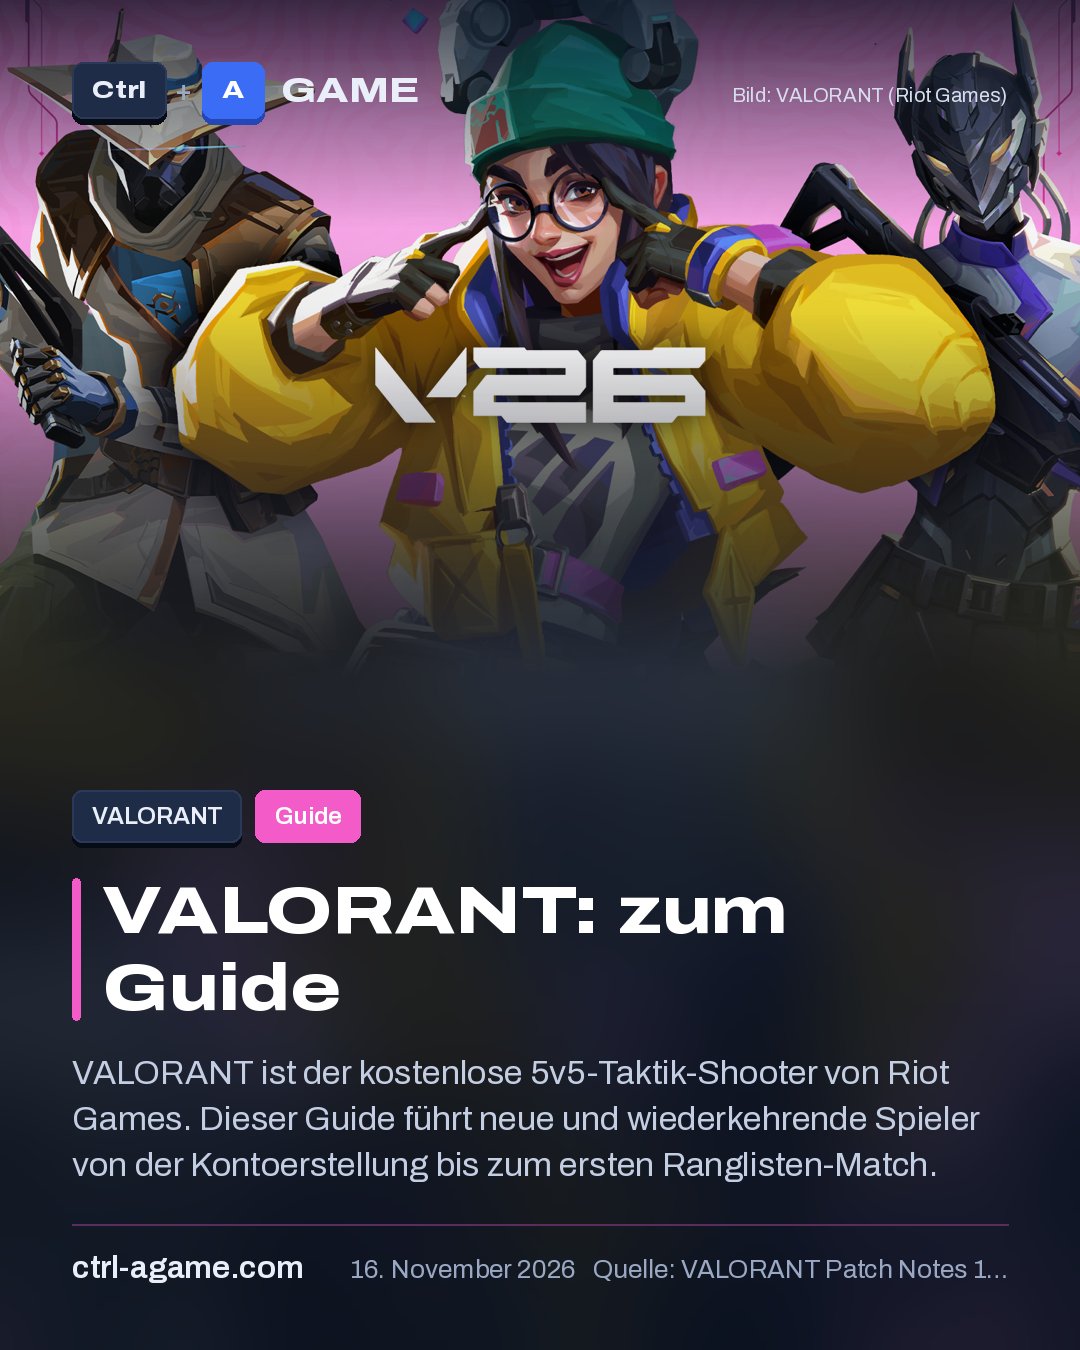 Ctrl + A GAME
Bild: VALORANT (Riot Games)
V26
VALORANT Guide
VALORANT: zum
Guide
VALORANT ist der kostenlose 5v5-Taktik-Shooter von Riot
Games. Dieser Guide führt neue und wiederkehrende Spieler
von der Kontoerstellung bis zum ersten Ranglisten-Match.
ctrl-agame.com 16. November 2026 Quelle: VALORANT Patch Notes 1...